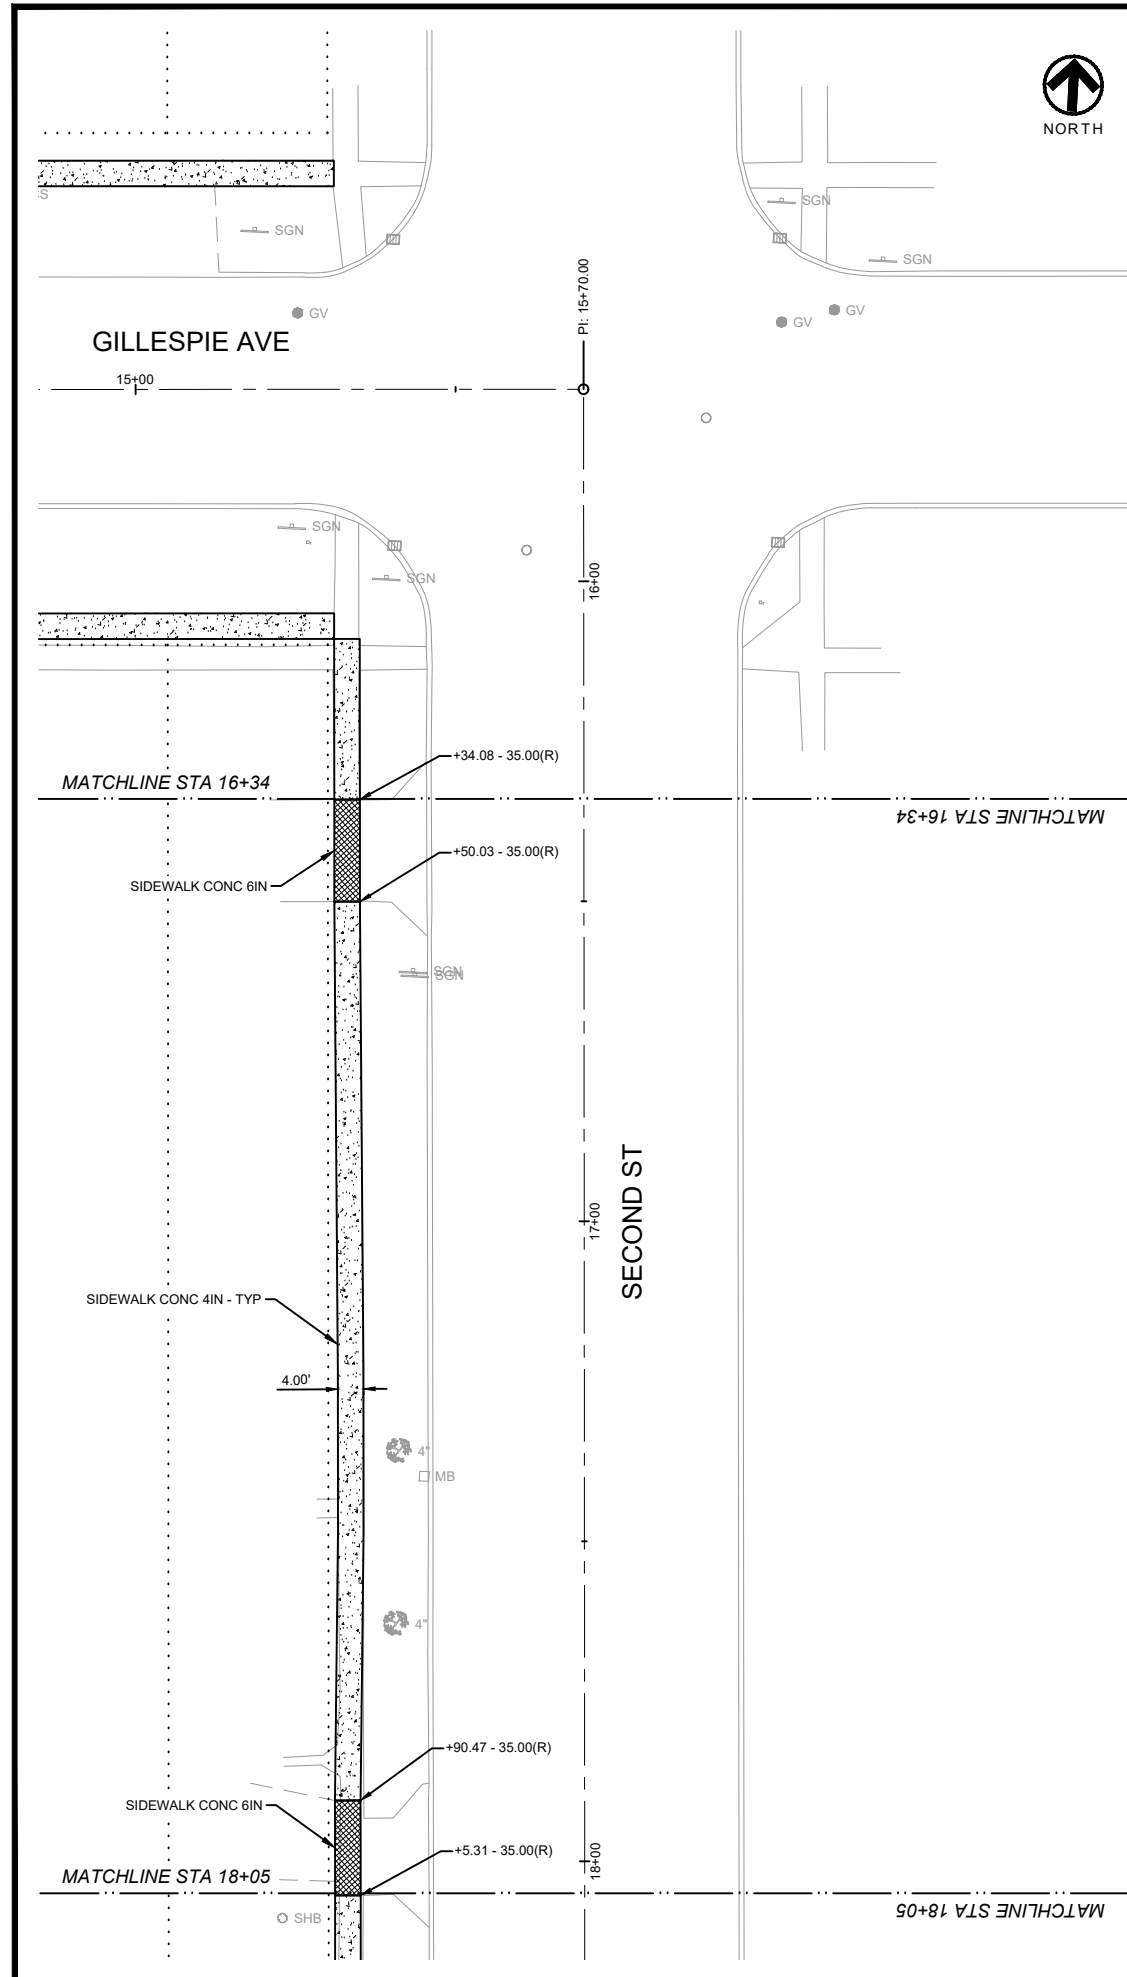 NORTH
S
SGN
SGN
SGN
GV
GV
GV
PI: 15+70.00
GILLESPIE AVE
15+00
SGN
SGN
16+00
+34.08 - 35.00(R)
MATCHLINE STA 16+34
MATCHLINE STA 16+34
+50.03 - 35.00(R)
SIDEWALK CONC 6IN
SGN
SGN
SECOND ST
17+00
SIDEWALK CONC 4IN - TYP
4.00'
4"
MB
4"
+90.47 - 35.00(R)
SIDEWALK CONC 6IN
+5.31 - 35.00(R)
18+00
MATCHLINE STA 18+05
MATCHLINE STA 18+05
SHB